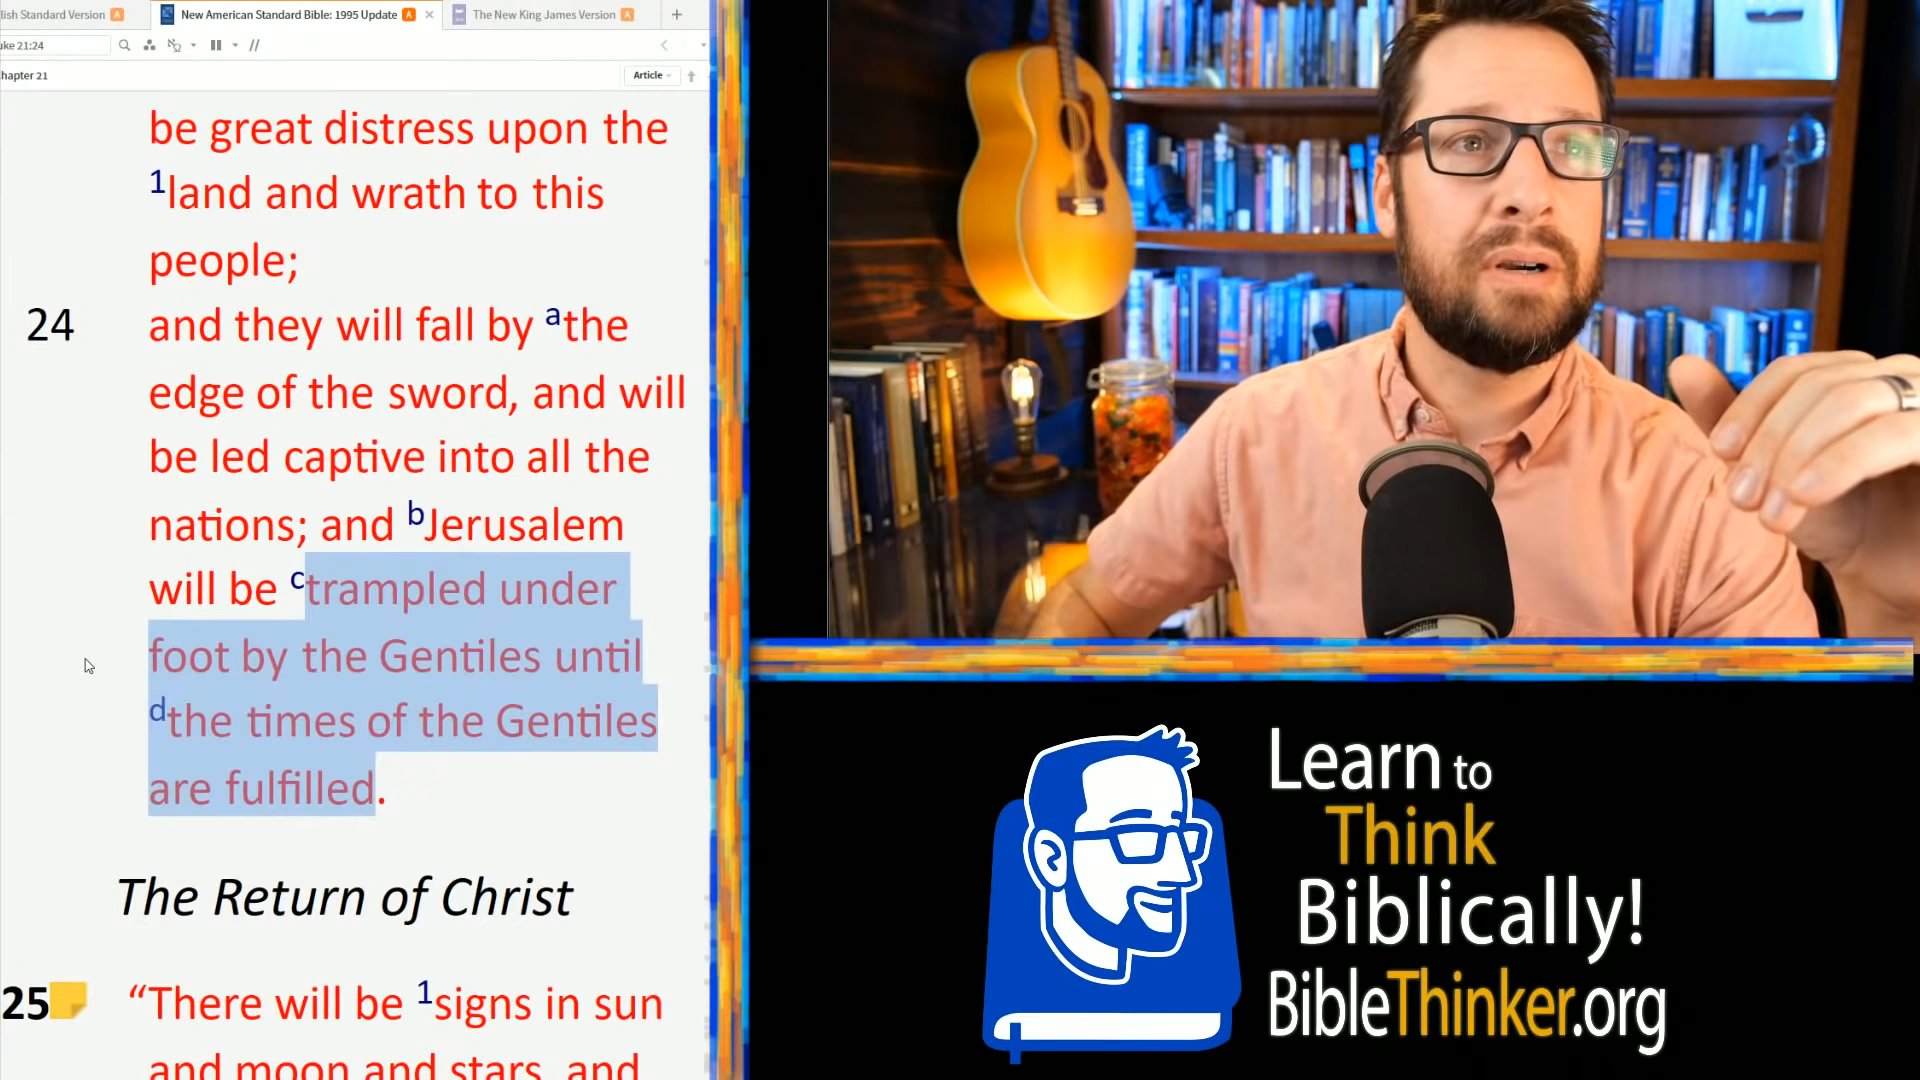 lish Standard Version A
New American Standard Bible: 1995 Update A
The New King James Version A
uke 21:24
hapter 21
Article
be great distress upon the
1land and wrath to this
people;
24 and they will fall by athe
edge of the sword, and will
be led captive into all the
nations; and bJerusalem
will be ctrampled under
foot by the Gentiles until
dthe times of the Gentiles
are fulfilled.
The Return of Christ
25 “There will be 1signs in sun
and moon and stars, and
Learn to
Think
Biblically!
BibleThinker.org